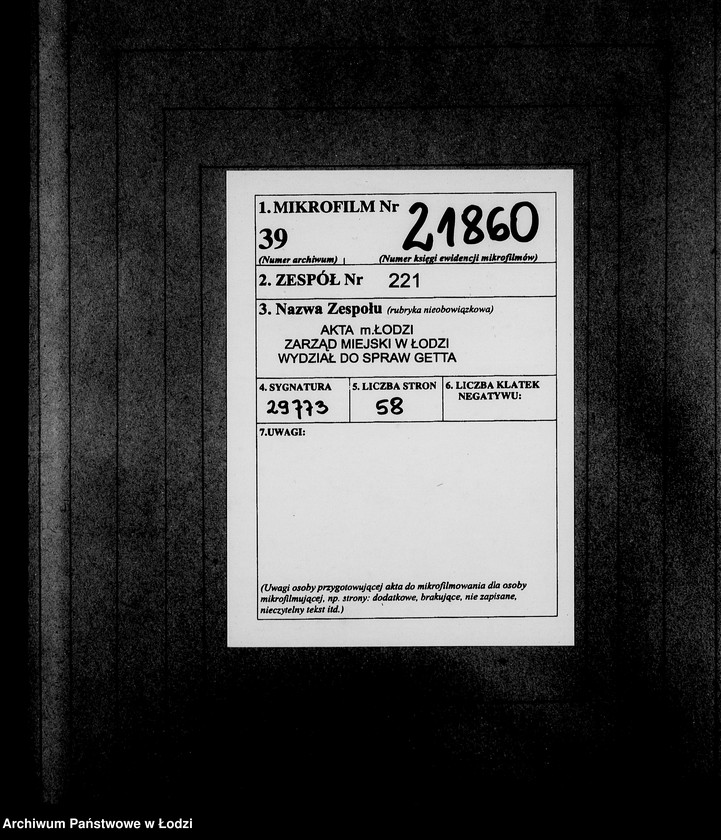 1. MIKROFILM Nr 21860
39
(Numer archiwum) (Numer księgi ewidencji mikrofilmów)
2. ZESPÓŁ Nr 221
3. Nazwa Zespołu (rubryka nieobowiązkowa)
AKTA m.ŁODZI
ZARZĄD MIEJSKI W ŁODZI
WYDZIAŁ DO SPRAW GETTA
4. SYGNATURA
29773
5. LICZBA STRON
58
6. LICZBA KLATEK
NEGATYWU:
7.UWAGI:
(Uwagi osoby przygotowującej akta do mikrofilmowania dla osoby
mikrofilmującej, np. strony: dodatkowe, brakujące, nie zapisane,
nieczytelny tekst itd.)
Archiwum Państwowe w Łodzi